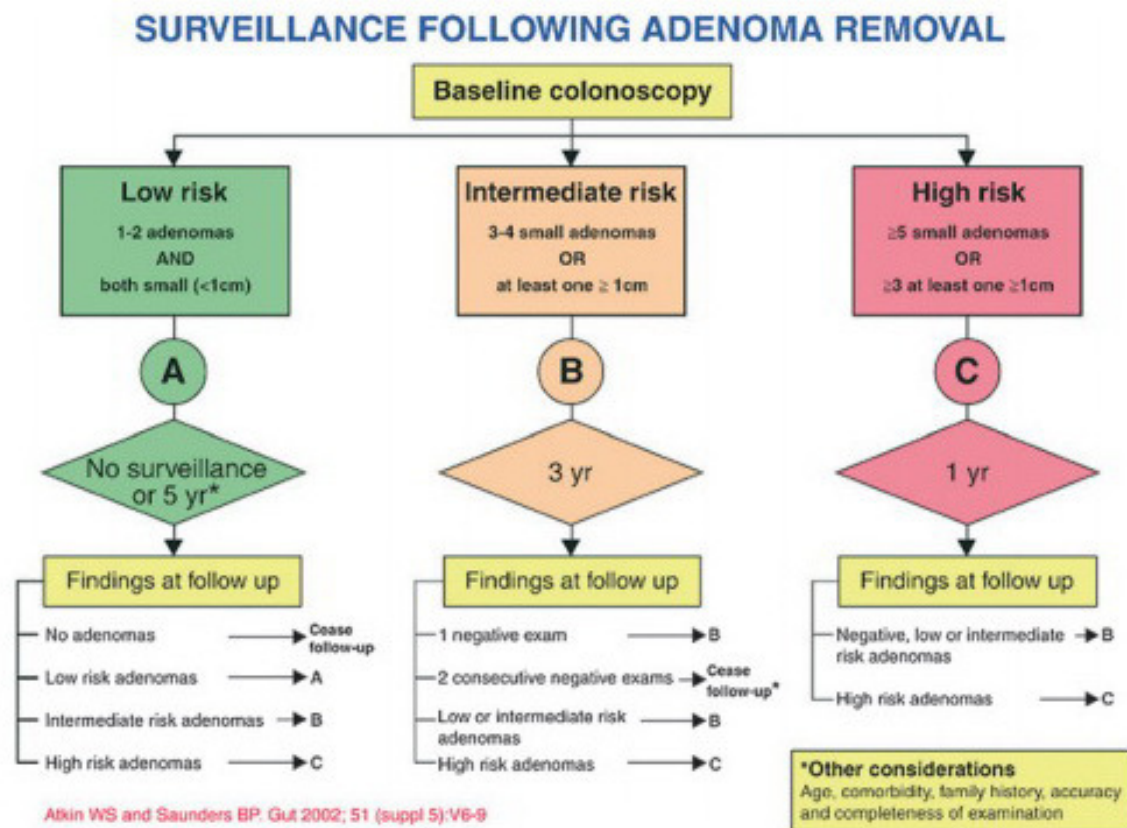 SURVEILLANCE FOLLOWING ADENOMA REMOVAL
Baseline colonoscopy
Low risk
1-2 adenomas
AND
both small (<1cm)
A
No surveillance
or 5 yr*
Findings at follow up
No adenomas
Cease
follow-up
Low risk adenomas
A
Intermediate risk adenomas
B
High risk adenomas
C
Intermediate risk
3-4 small adenomas
OR
at least one ≥ 1cm
B
3 yr
Findings at follow up
1 negative exam
B
2 consecutive negative exams
Cease
follow-up*
Low or intermediate risk
adenomas
B
High risk adenomas
C
High risk
≥5 small adenomas
OR
≥3 at least one ≥1cm
C
1 yr
Findings at follow up
Negative, low or intermediate
risk adenomas
B
High risk adenomas
C
*Other considerations
Age, comorbidity, family history, accuracy
and completeness of examination
Atkin WS and Saunders BP. Gut 2002; 51 (suppl 5):V6-9